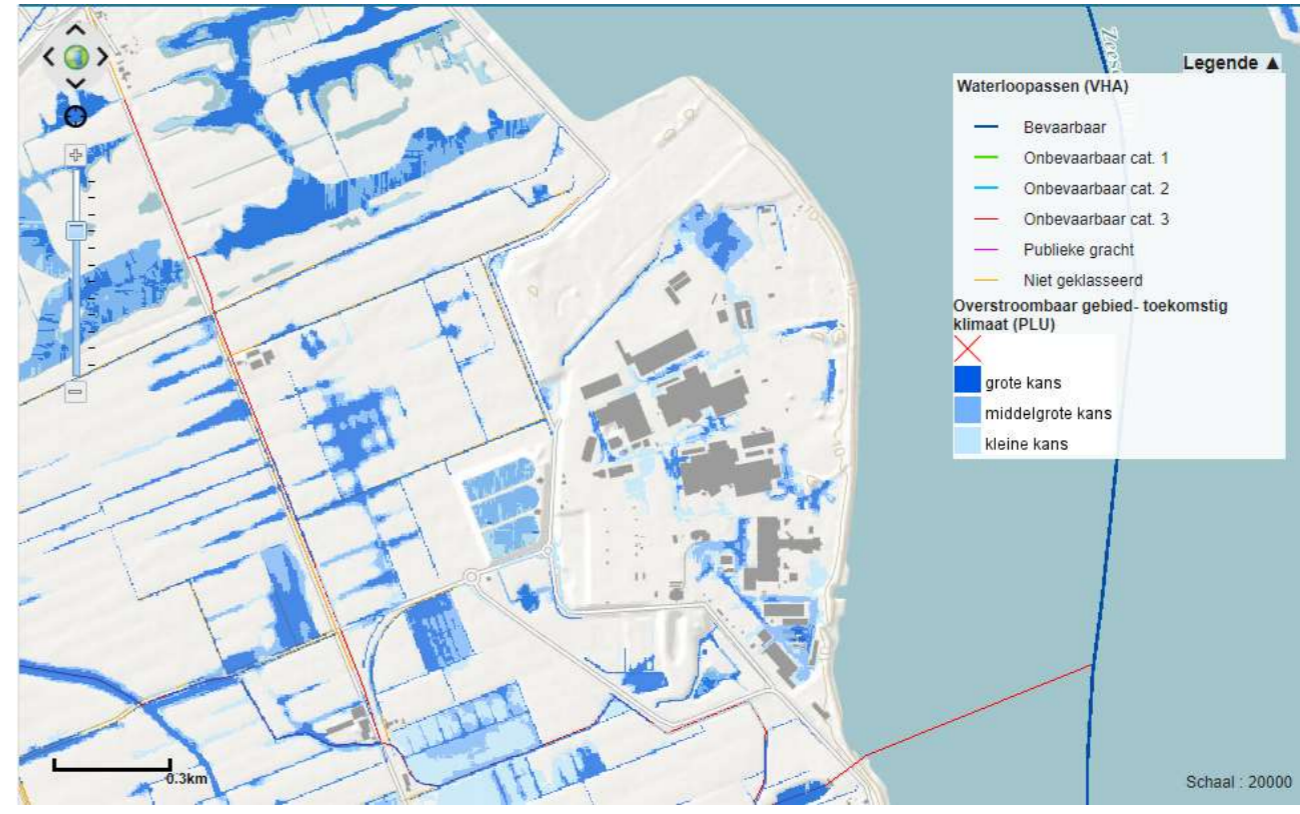 Legende ▲
Waterloopassen (VHA)
Bevaarbaar
Onbevaarbaar cat. 1
Onbevaarbaar cat. 2
Onbevaarbaar cat. 3
Publieke gracht
Niet geklasseerd
Overstroombaar gebied- toekomstig
klimaat (PLU)
grote kans
middelgrote kans
kleine kans
0.3km
Schaal : 20000